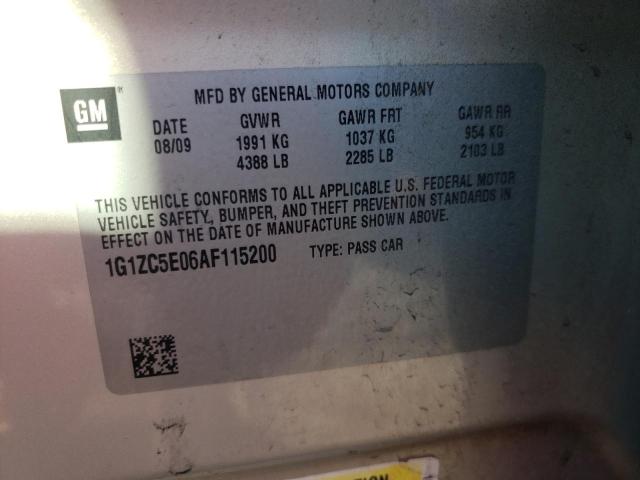 GM
MFD BY GENERAL MOTORS COMPANY
DATE GVWR GAWR FRT GAWR RR
08/09 1991 KG 1037 KG 954 KG
4388 LB 2285 LB 2103 LB
THIS VEHICLE CONFORMS TO ALL APPLICABLE U.S. FEDERAL MOTOR
VEHICLE SAFETY, BUMPER, AND THEFT PREVENTION STANDARDS IN
EFFECT ON THE DATE OF MANUFACTURE SHOWN ABOVE.
1G1ZC5E06AF115200 TYPE: PASS CAR